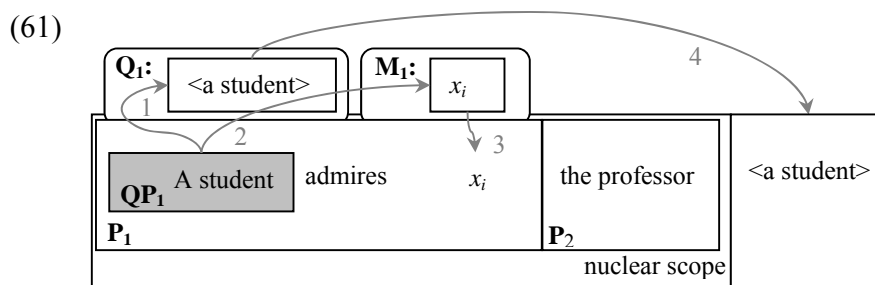 (61)
Q₁: <a student> M₁: xᵢ 4
1 2 3
QP₁ A student admires xᵢ the professor <a student>
P₁ P₂
nuclear scope